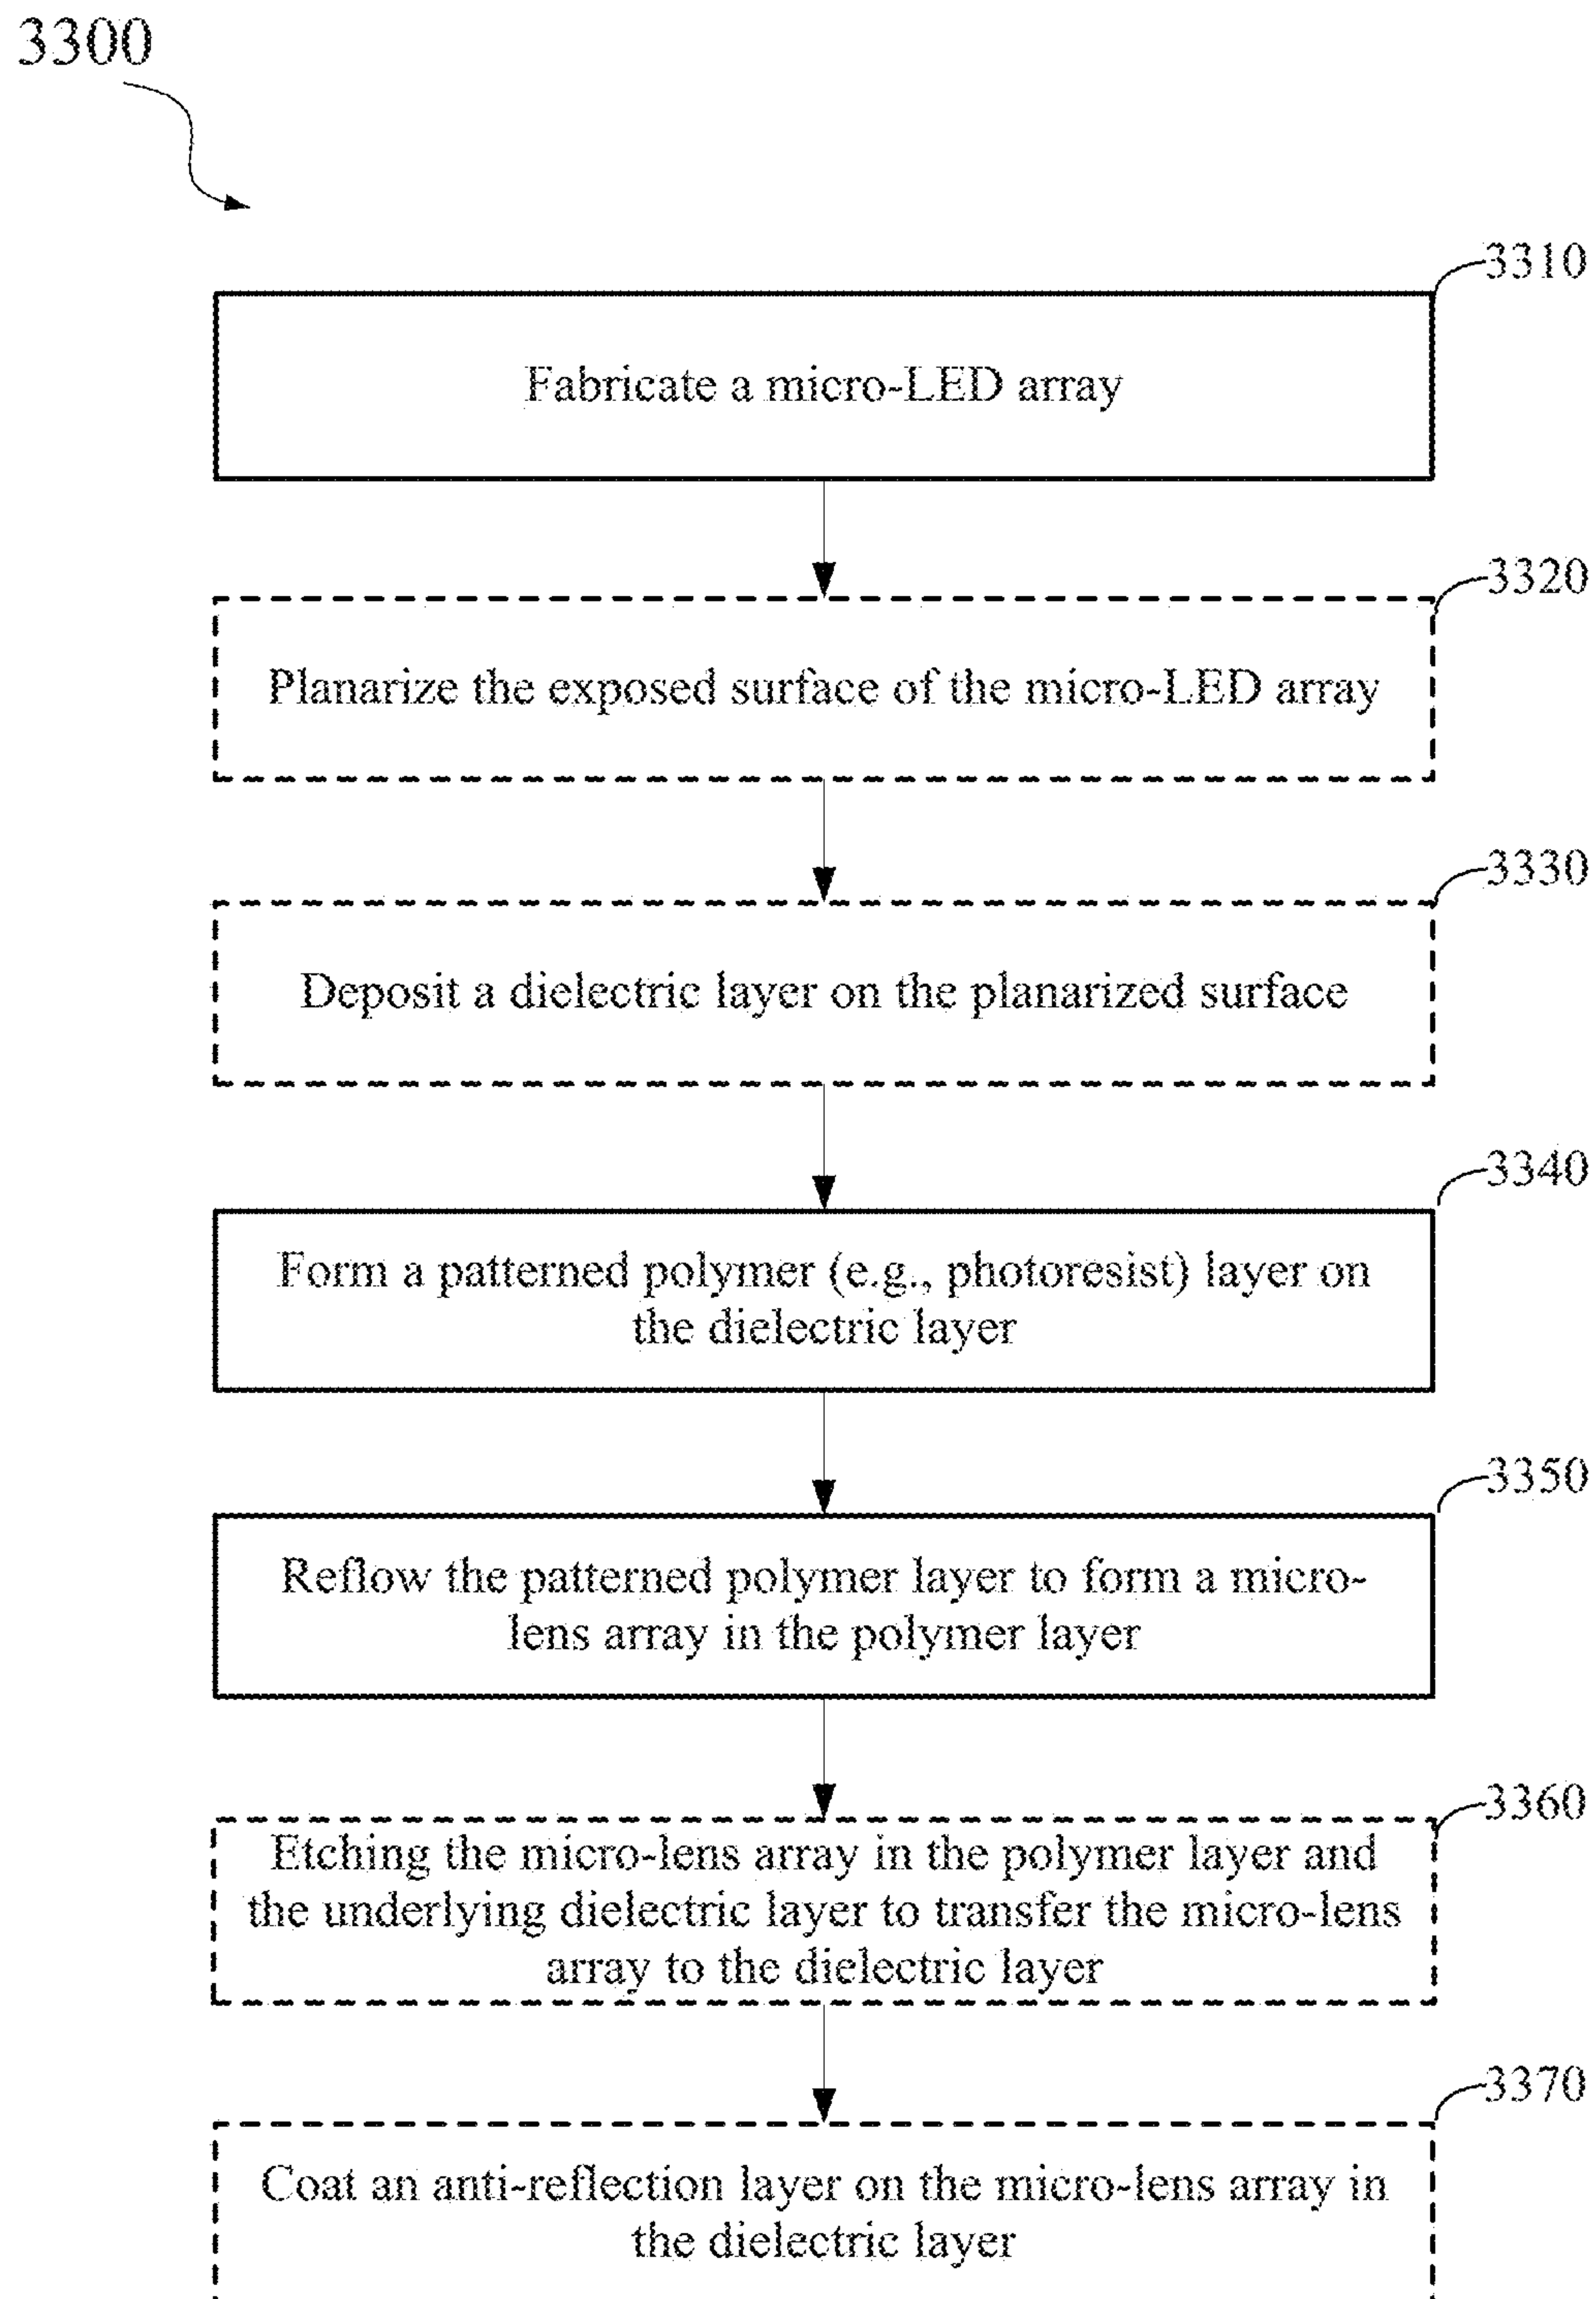 3300
3310
Fabricate a micro-LED array
3320
Planarize the exposed surface of the micro-LED array
3330
Deposit a dielectric layer on the planarized surface
3340
Form a patterned polymer (e.g., photoresist) layer on
the dielectric layer
3350
Reflow the patterned polymer layer to form a micro-
lens array in the polymer layer
3360
Etching the micro-lens array in the polymer layer and
the underlying dielectric layer to transfer the micro-lens
array to the dielectric layer
3370
Coat an anti-reflection layer on the micro-lens array in
the dielectric layer